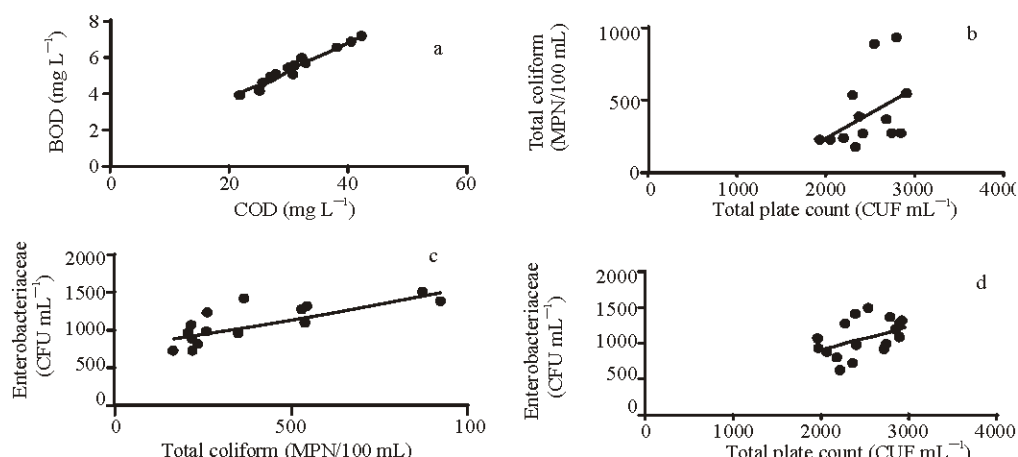 a
8
6
4
2
0
BOD (mg L⁻¹)
0 20 40 60
COD (mg L⁻¹)
b
1000
500
0
Total coliform
(MPN/100 mL)
0 1000 2000 3000 4000
Total plate count (CUF mL⁻¹)
c
2000
1500
1000
500
0
Enterobacteriaceae
(CFU mL⁻¹)
0 500 100
Total coliform (MPN/100 mL)
d
2000
1500
1000
500
0
Enterobacteriaceae
(CFU mL⁻¹)
0 1000 2000 3000 4000
Total plate count (CUF mL⁻¹)